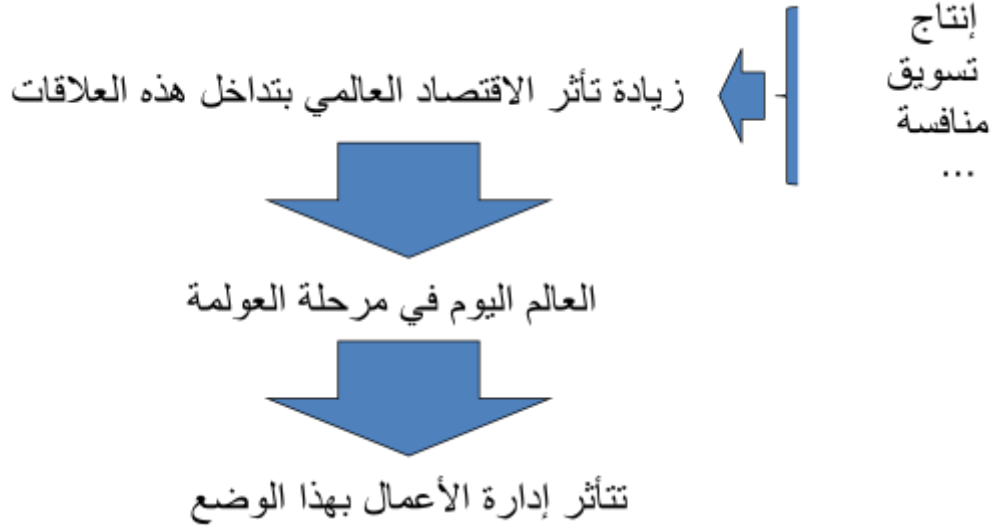 إنتاج
تسويق
منافسة
...
زيادة تأثر الاقتصاد العالمي بتداخل هذه العلاقات
العالم اليوم في مرحلة العولمة
تتأثر إدارة الأعمال بهذا الوضع